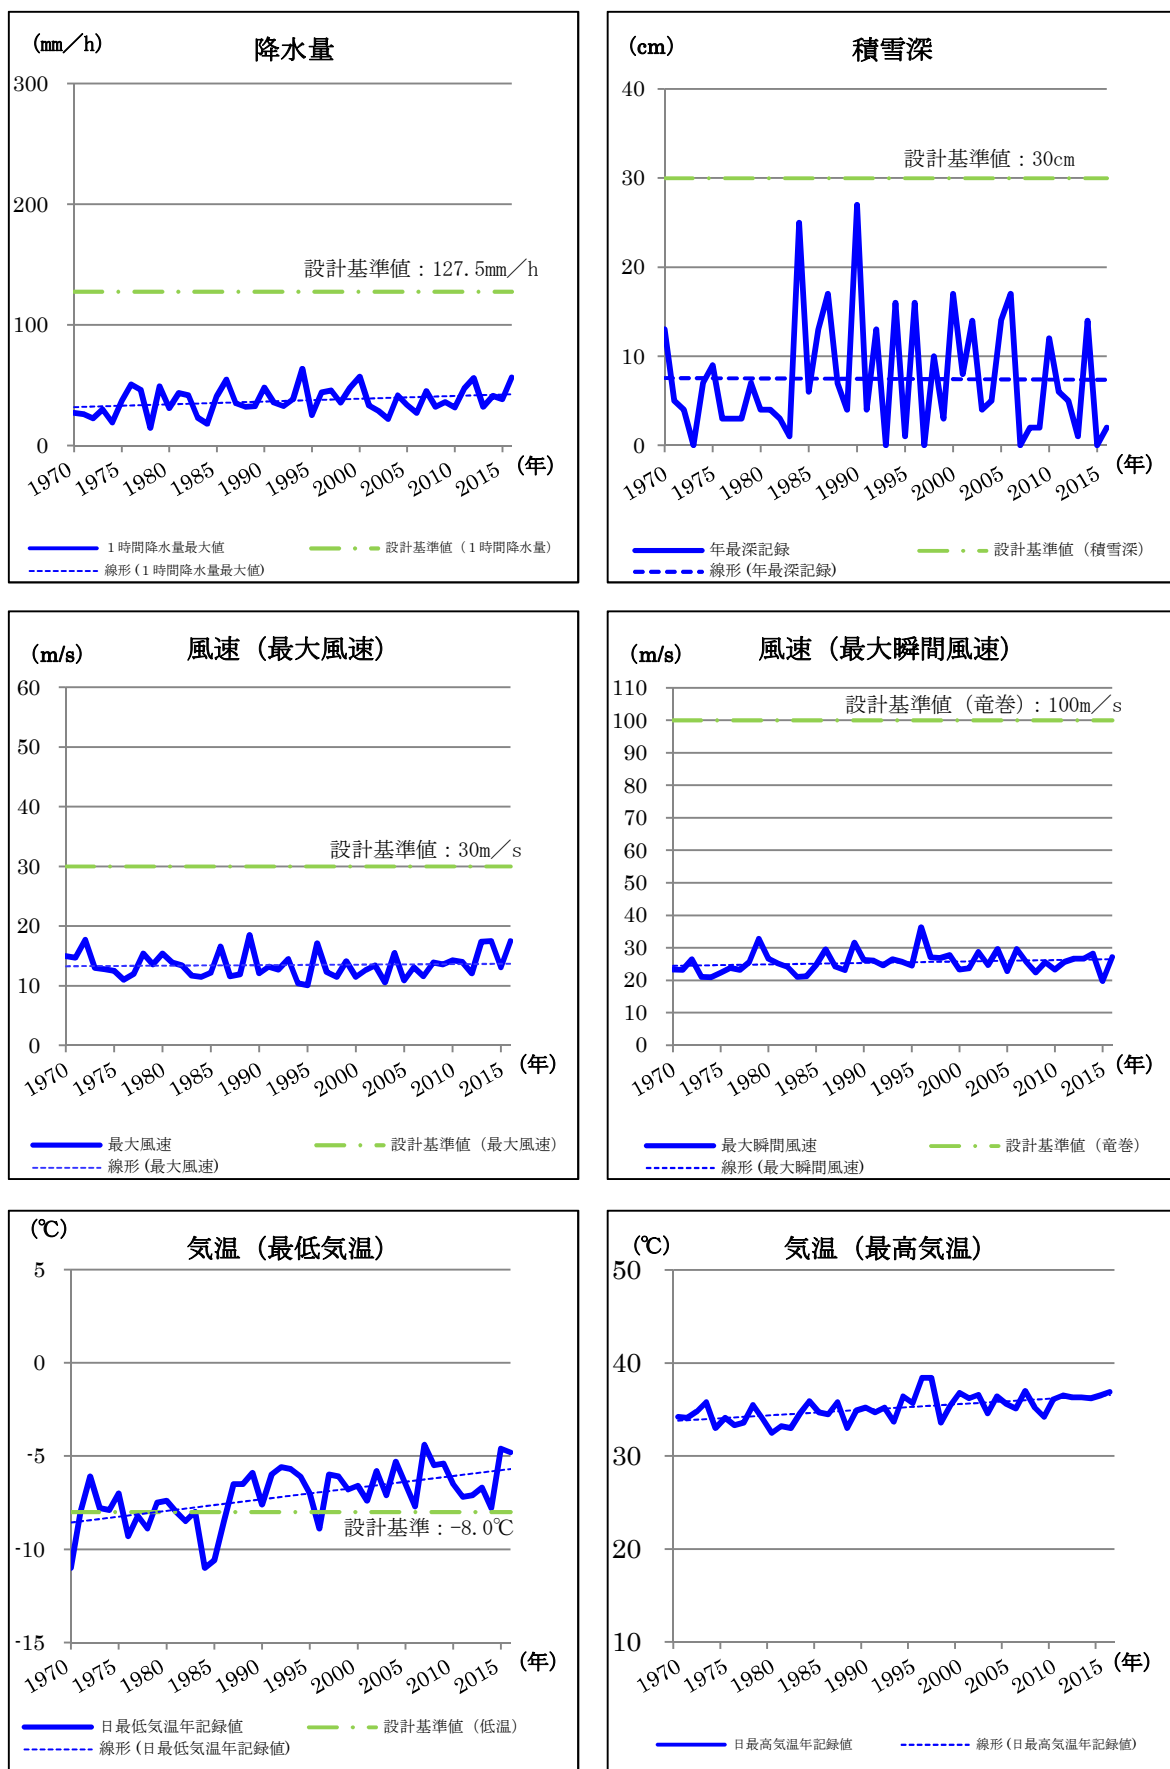 (mm／h)
降水量
300
200
設計基準値：127.5mm／h
100
0
1970 1975 1980 1985 1990 1995 2000 2005 2010 2015 (年)
１時間降水量最大値 設計基準値（１時間降水量）
線形 (１時間降水量最大値)
(cm)
積雪深
40
設計基準値：30cm
30
20
10
0
1970 1975 1980 1985 1990 1995 2000 2005 2010 2015 (年)
年最深記録 設計基準値（積雪深）
線形 (年最深記録)
(m/s)
風速（最大風速）
60
50
40
設計基準値：30m／s
30
20
10
0
1970 1975 1980 1985 1990 1995 2000 2005 2010 2015 (年)
最大風速 設計基準値（最大風速）
線形 (最大風速)
(m/s)
風速（最大瞬間風速）
110
設計基準値（竜巻）：100m／s
100
90
80
70
60
50
40
30
20
10
0
1970 1975 1980 1985 1990 1995 2000 2005 2010 2015 (年)
最大瞬間風速 設計基準値（竜巻）
線形 (最大瞬間風速)
(℃)
気温（最低気温）
5
0
-5
設計基準：-8.0℃
-10
-15
1970 1975 1980 1985 1990 1995 2000 2005 2010 2015 (年)
日最低気温年記録値 設計基準値（低温）
線形 (日最低気温年記録値)
(℃)
気温（最高気温）
50
40
30
20
10
1970 1975 1980 1985 1990 1995 2000 2005 2010 2015 (年)
日最高気温年記録値 線形 (日最高気温年記録値)